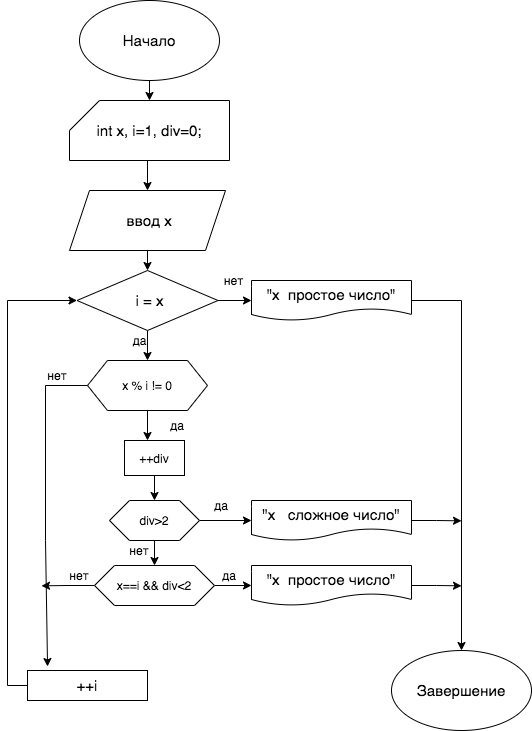 Начало
int x, i=1, div=0;
ввод x
i = x
нет
"x  простое число"
да
нет
x % i != 0
да
++div
div>2
да
"x   сложное число"
нет
нет
x==i && div<2
да
"x  простое число"
++i
Завершение